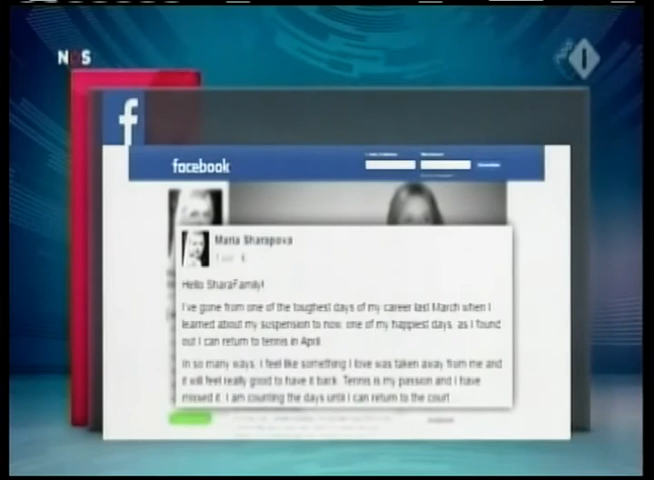 NOS
1
f
facebook
Maria Sharapova
Hello SharaFamily!
I've gone from one of the toughest days of my career last March when I
learned about my suspension to now, one of my happiest days, as I found
out I can return to tennis in April.
In so many ways, I feel like something I love was taken away from me and
it will feel really good to have it back. Tennis is my passion and I have
missed it. I am counting the days until I can return to the court.